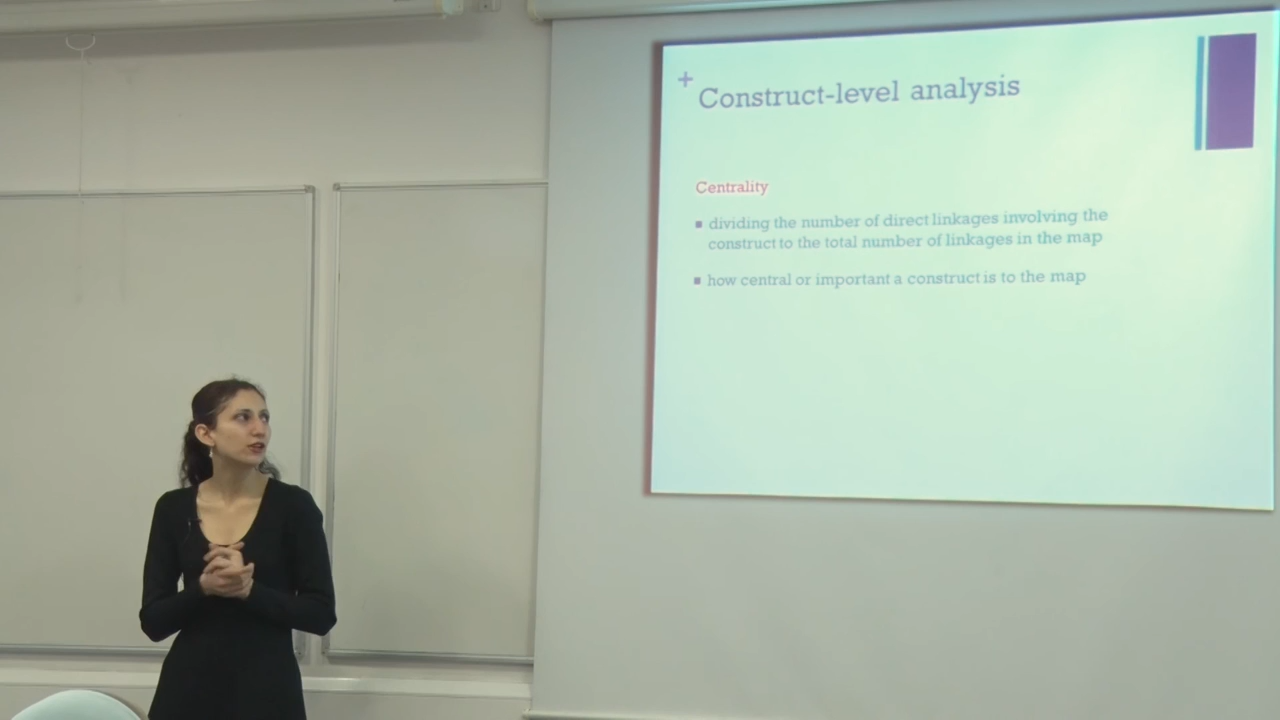 +
Construct-level analysis
Centrality
▪ dividing the number of direct linkages involving the
construct to the total number of linkages in the map
▪ how central or important a construct is to the map